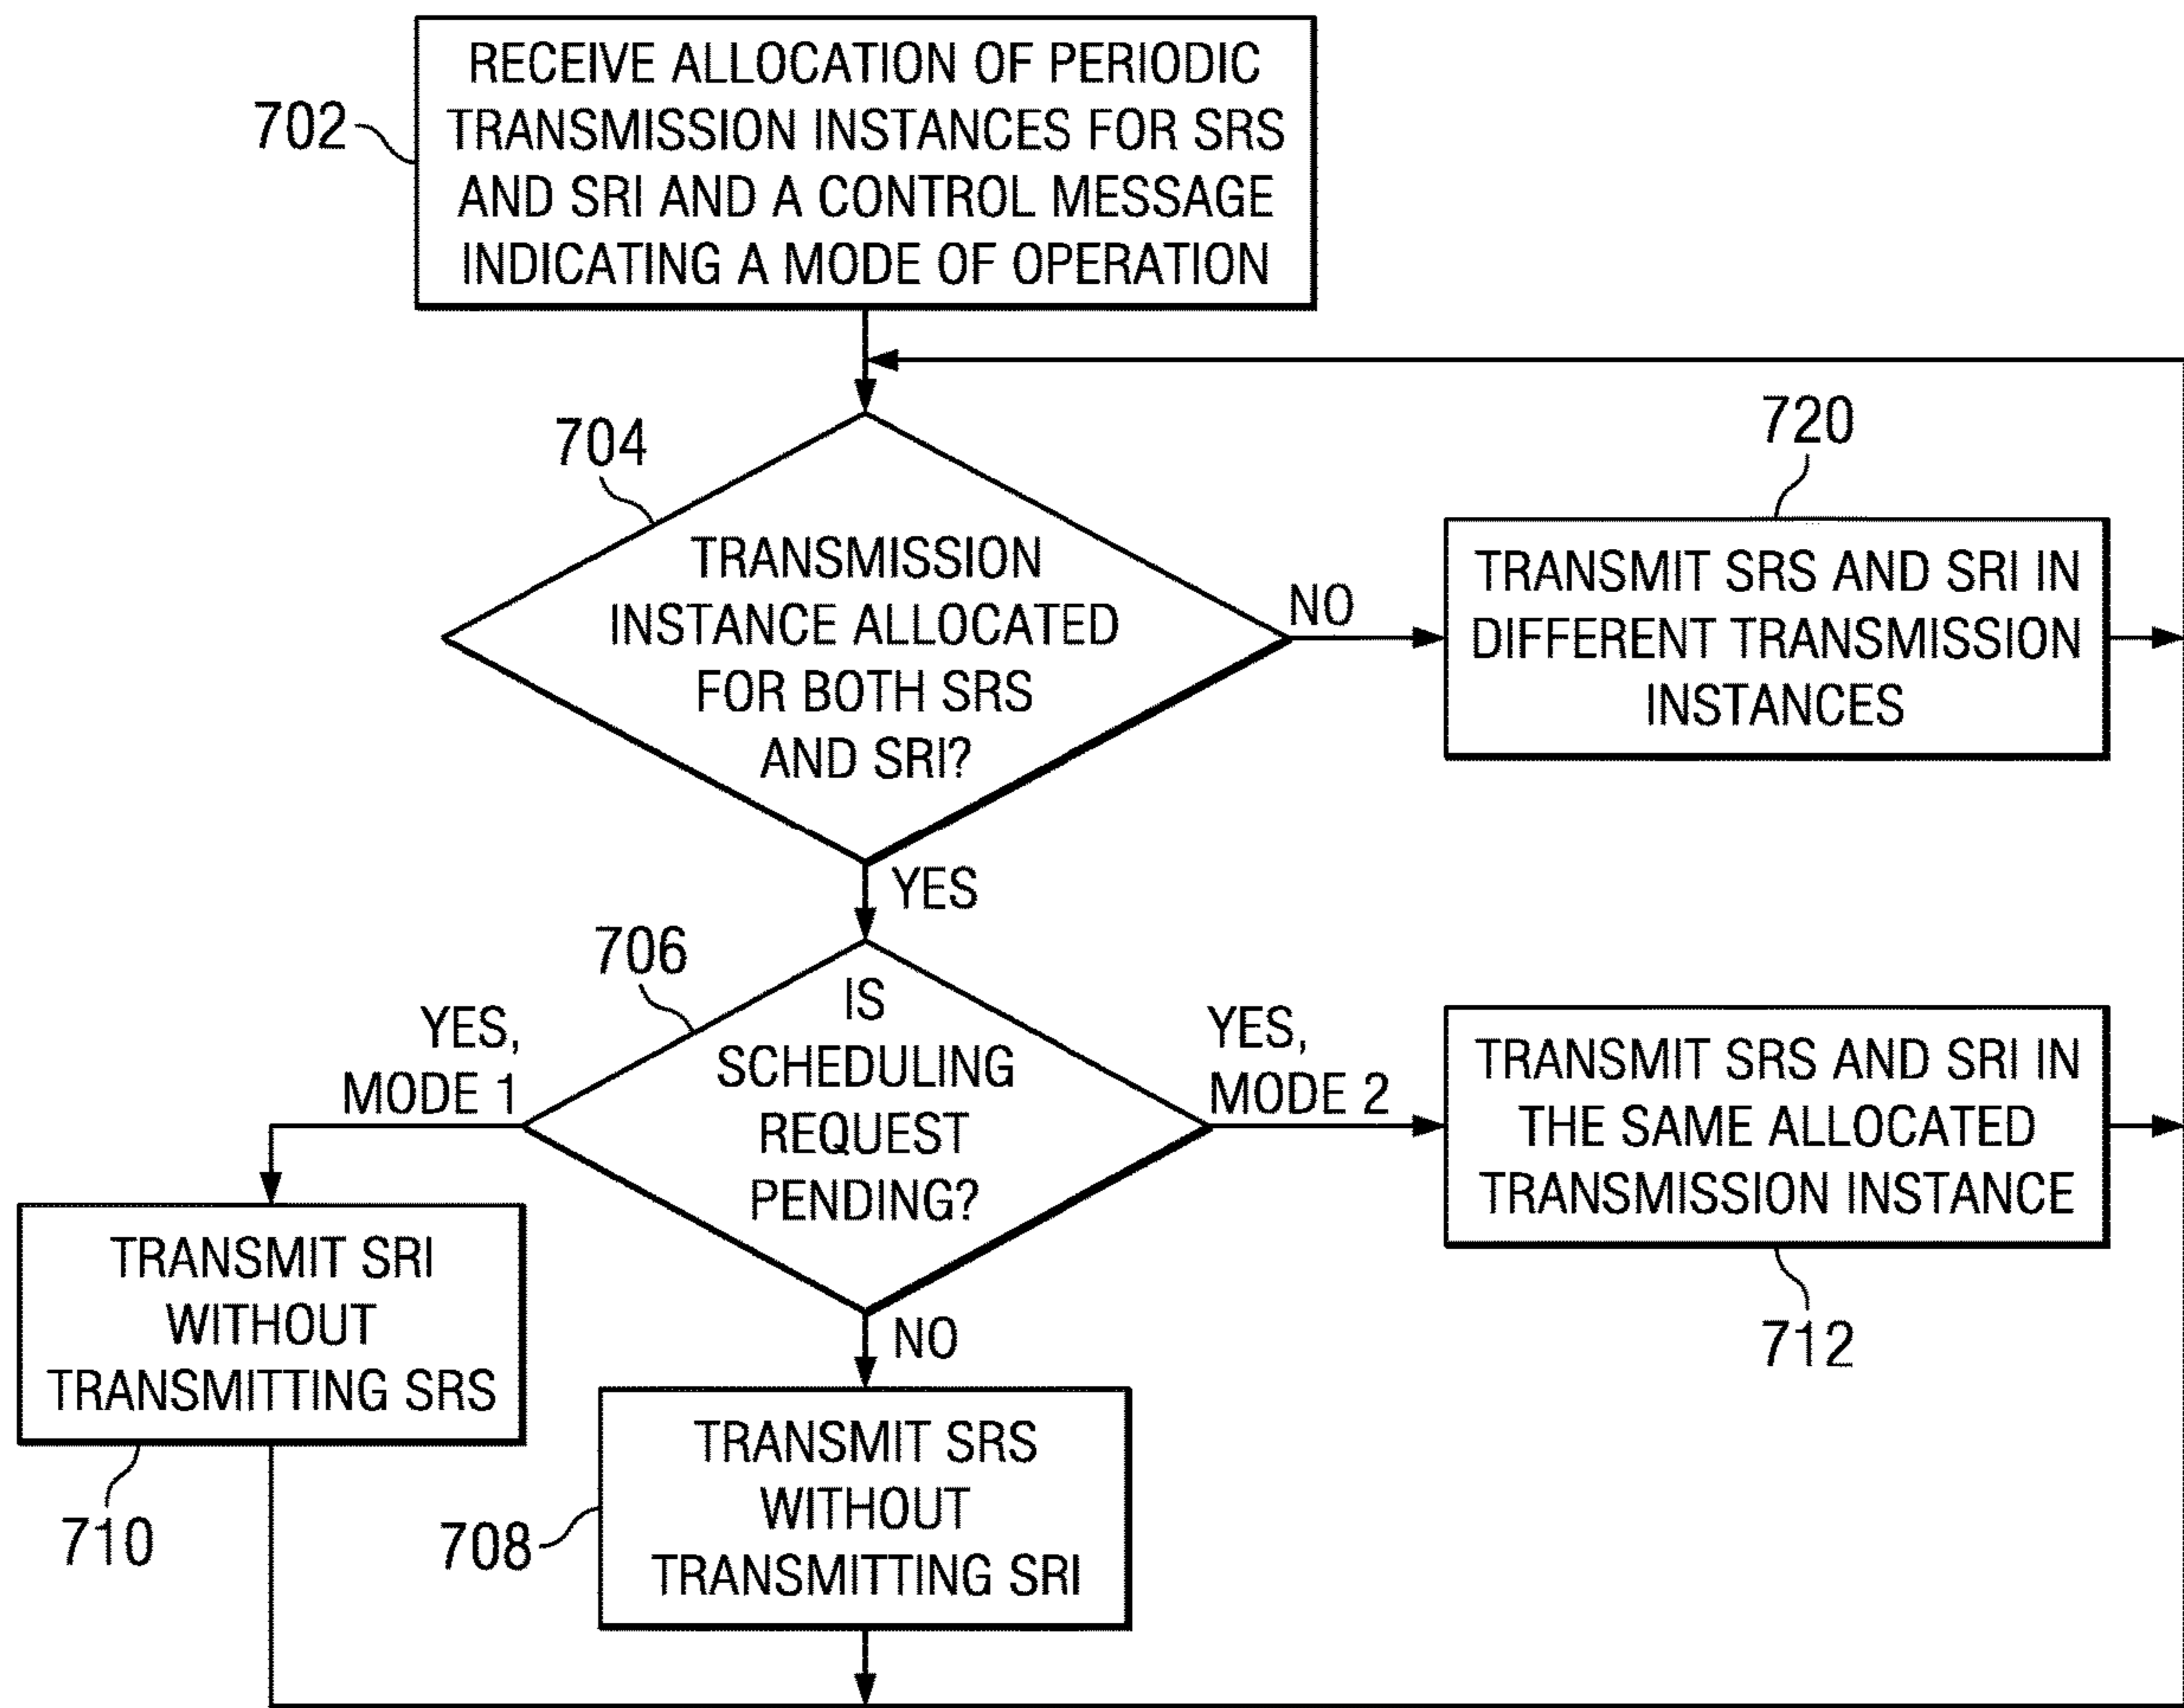 RECEIVE ALLOCATION OF PERIODIC
TRANSMISSION INSTANCES FOR SRS
AND SRI AND A CONTROL MESSAGE
INDICATING A MODE OF OPERATION
702
704
TRANSMISSION
INSTANCE ALLOCATED
FOR BOTH SRS
AND SRI?
NO
720
TRANSMIT SRS AND SRI IN
DIFFERENT TRANSMISSION
INSTANCES
YES
706
IS
SCHEDULING
REQUEST
PENDING?
YES,
MODE 1
YES,
MODE 2
TRANSMIT SRS AND SRI IN
THE SAME ALLOCATED
TRANSMISSION INSTANCE
712
NO
TRANSMIT SRI
WITHOUT
TRANSMITTING SRS
710
TRANSMIT SRS
WITHOUT
TRANSMITTING SRI
708